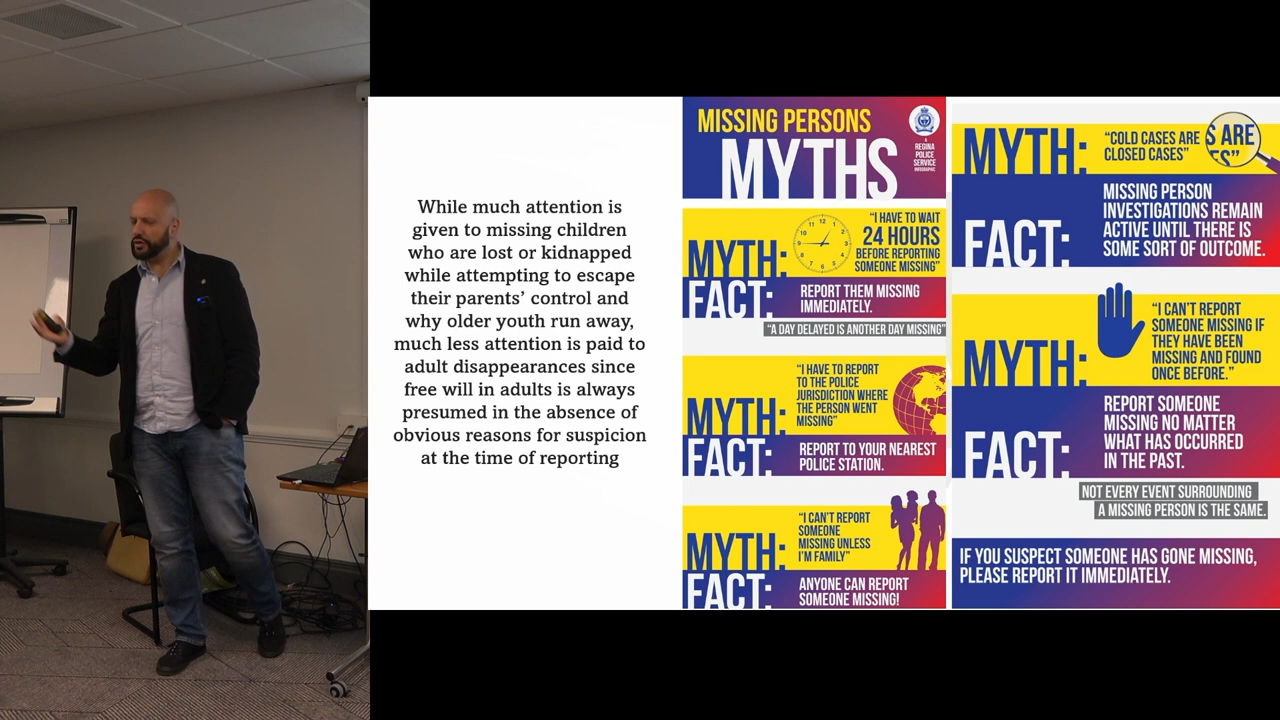 While much attention is
given to missing children
who are lost or kidnapped
while attempting to escape
their parents’ control and
why older youth run away,
much less attention is paid to
adult disappearances since
free will in adults is always
presumed in the absence of
obvious reasons for suspicion
at the time of reporting
MISSING PERSONS
MYTHS
A
REGINA
POLICE
SERVICE
INFOGRAPHIC
MYTH:
“I HAVE TO WAIT
24 HOURS
BEFORE REPORTING
SOMEONE MISSING”
FACT:
REPORT THEM MISSING
IMMEDIATELY.
“A DAY DELAYED IS ANOTHER DAY MISSING”
MYTH:
“I HAVE TO REPORT
TO THE POLICE
JURISDICTION WHERE
THE PERSON WENT
MISSING”
FACT:
REPORT TO YOUR NEAREST
POLICE STATION.
MYTH:
“I CAN’T REPORT
SOMEONE
MISSING UNLESS
I’M FAMILY”
FACT:
ANYONE CAN REPORT
SOMEONE MISSING!
MYTH:
“COLD CASES ARE
CLOSED CASES”
S ARE
ES”
FACT:
MISSING PERSON
INVESTIGATIONS REMAIN
ACTIVE UNTIL THERE IS
SOME SORT OF OUTCOME.
MYTH:
“I CAN’T REPORT
SOMEONE MISSING IF
THEY HAVE BEEN
MISSING AND FOUND
ONCE BEFORE.”
FACT:
REPORT SOMEONE
MISSING NO MATTER
WHAT HAS OCCURRED
IN THE PAST.
NOT EVERY EVENT SURROUNDING
A MISSING PERSON IS THE SAME.
IF YOU SUSPECT SOMEONE HAS GONE MISSING,
PLEASE REPORT IT IMMEDIATELY.